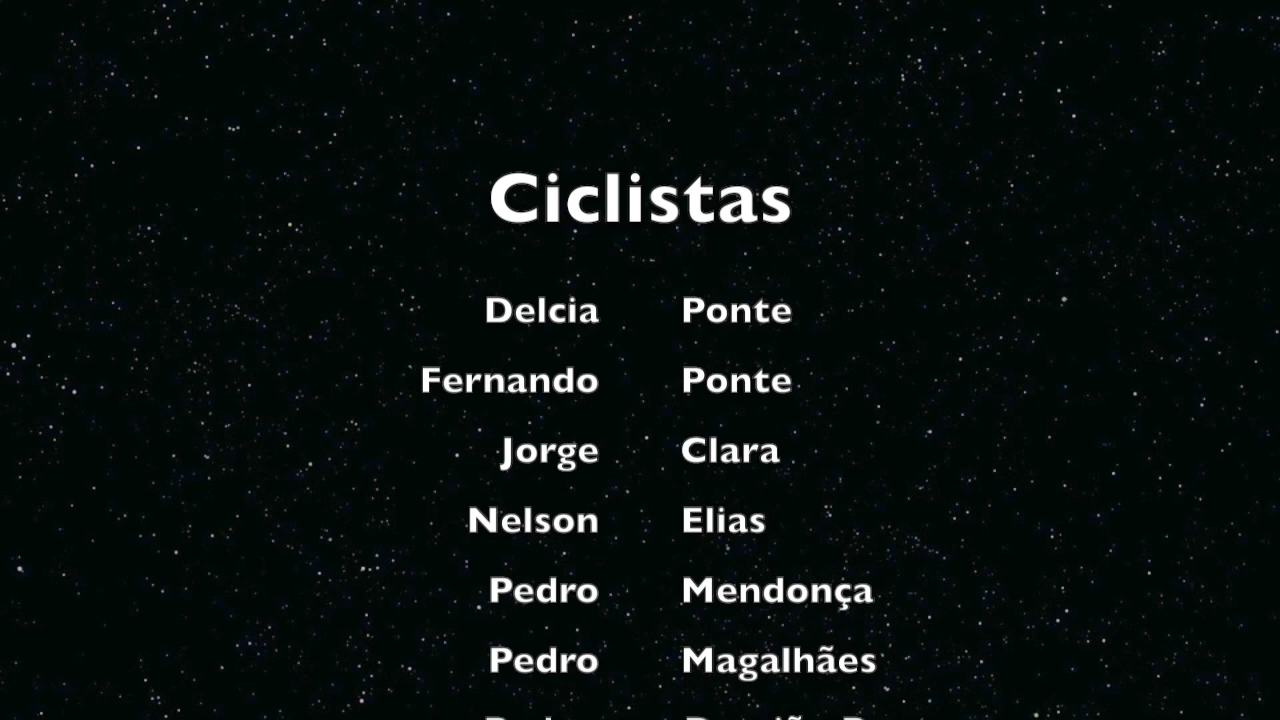 Ciclistas
Delcia Ponte
Fernando Ponte
Jorge Clara
Nelson Elias
Pedro Mendonça
Pedro Magalhães